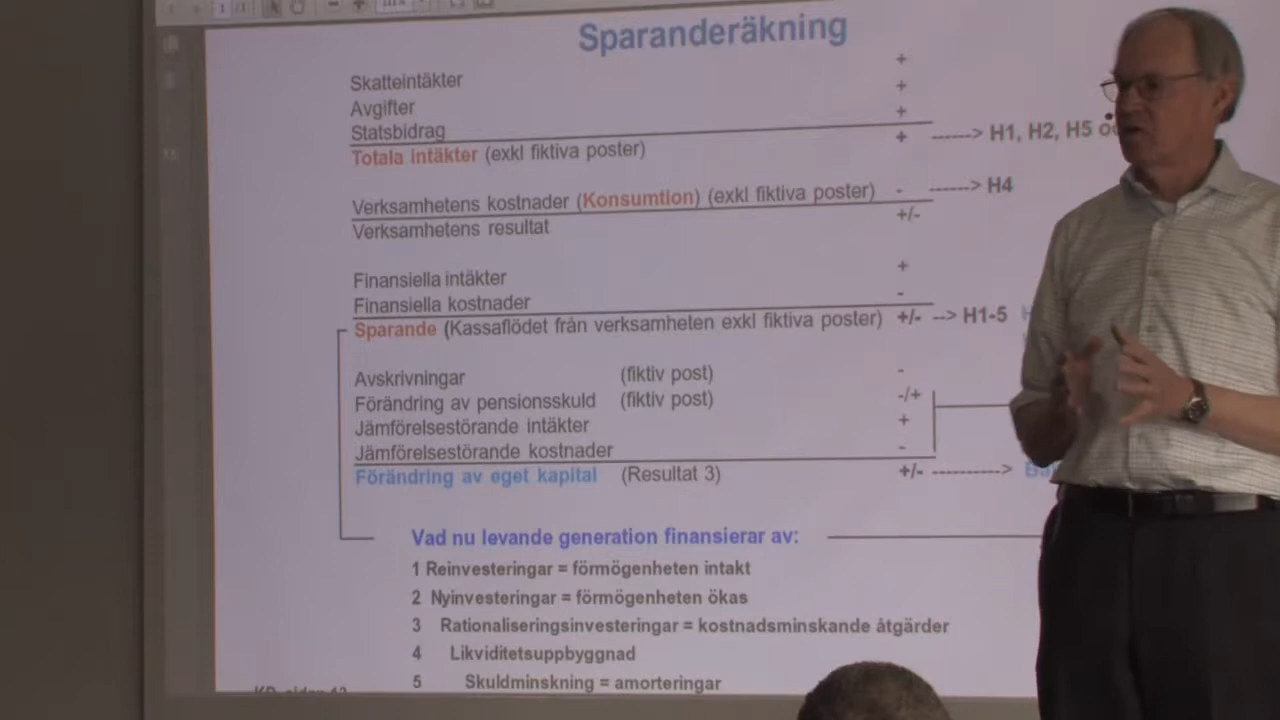 Sparanderäkning
Skatteintäkter +
Avgifter +
Statsbidrag +
Totala intäkter (exkl fiktiva poster) + ------> H1, H2, H5
Verksamhetens kostnader (Konsumtion) (exkl fiktiva poster) - ------> H4
Verksamhetens resultat +/-
Finansiella intäkter +
Finansiella kostnader -
Sparande (Kassaflödet från verksamheten exkl fiktiva poster) +/- --> H1-5
Avskrivningar (fiktiv post) -
Förändring av pensionsskuld (fiktiv post) -/+
Jämförelsestörande intäkter +
Jämförelsestörande kostnader -
Förändring av eget kapital (Resultat 3) +/- ---------->
Vad nu levande generation finansierar av:
1 Reinvesteringar = förmögenheten intakt
2 Nyinvesteringar = förmögenheten ökas
3 Rationaliseringsinvesteringar = kostnadsminskande åtgärder
4 Likviditetsuppbyggnad
5 Skuldminskning = amorteringar